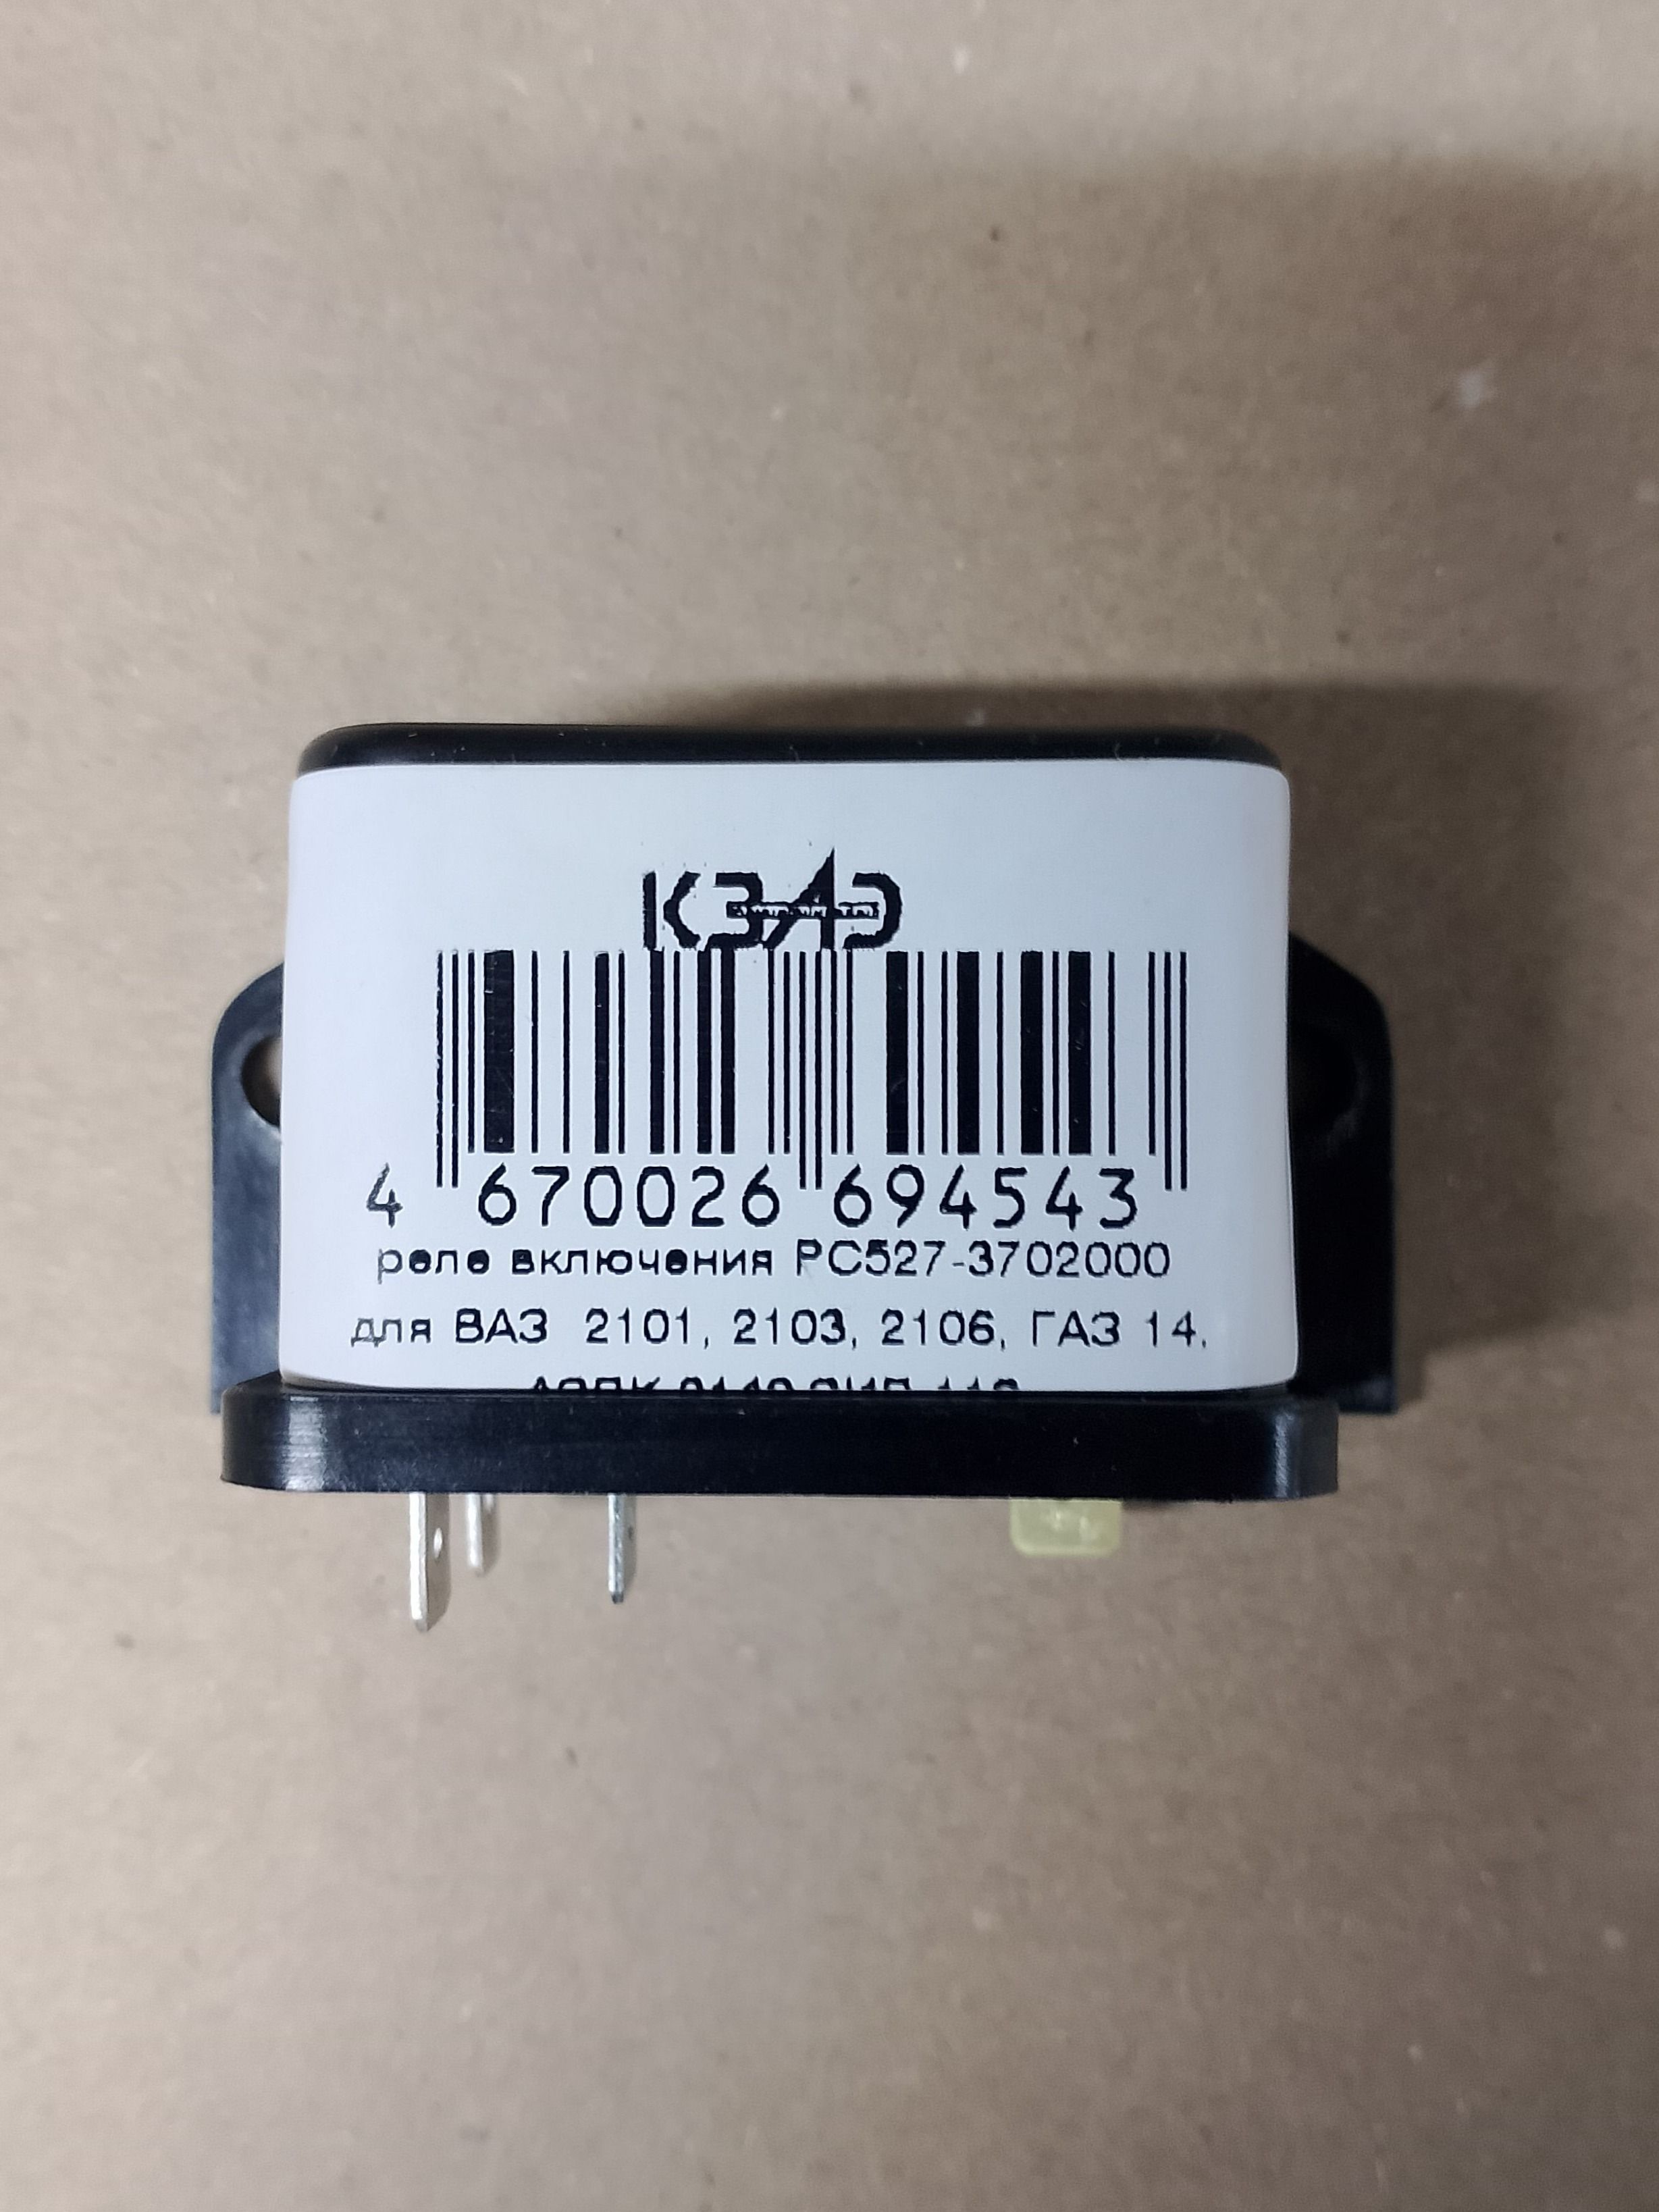 КЗАЭ
4 670026 694543
реле включения РС527-3702000
для ВАЗ 2101, 2103, 2106, ГАЗ 14,